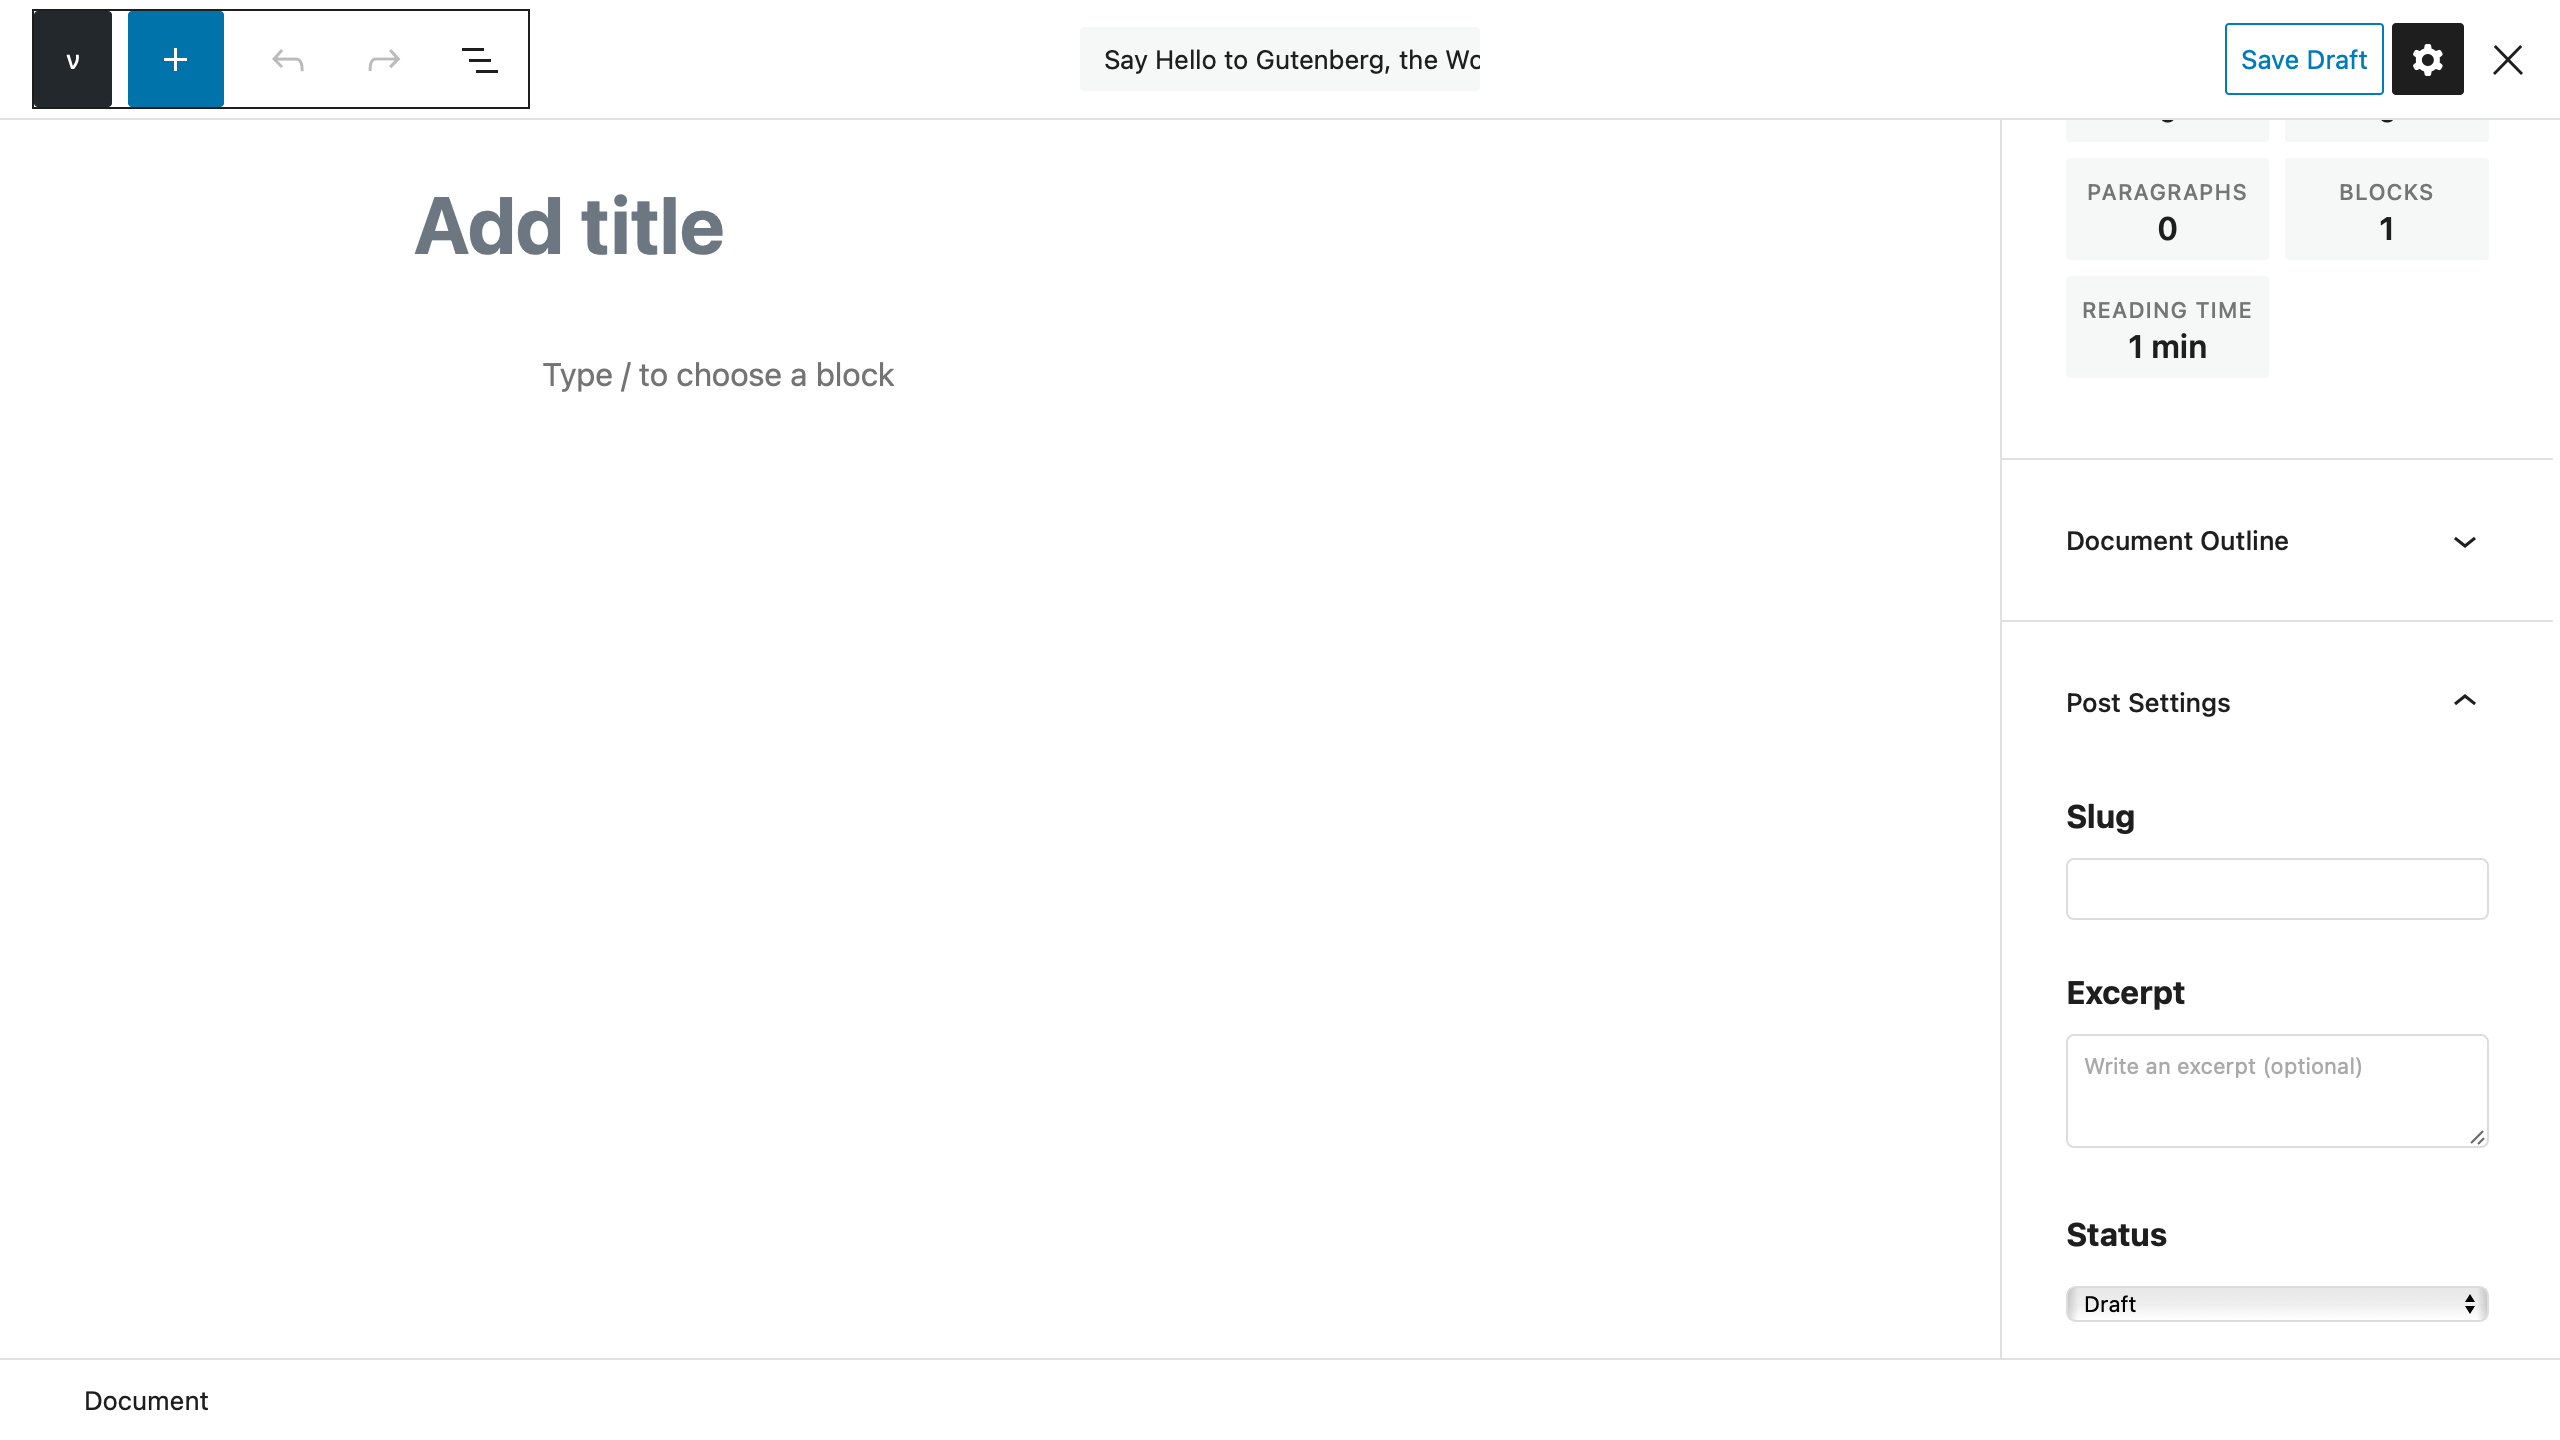 v
Say Hello to Gutenberg, the Wo
Save Draft
Add title
Type / to choose a block
PARAGRAPHS
0
BLOCKS
1
READING TIME
1 min
Document Outline
Post Settings
Slug
Excerpt
Write an excerpt (optional)
Status
Draft
Document